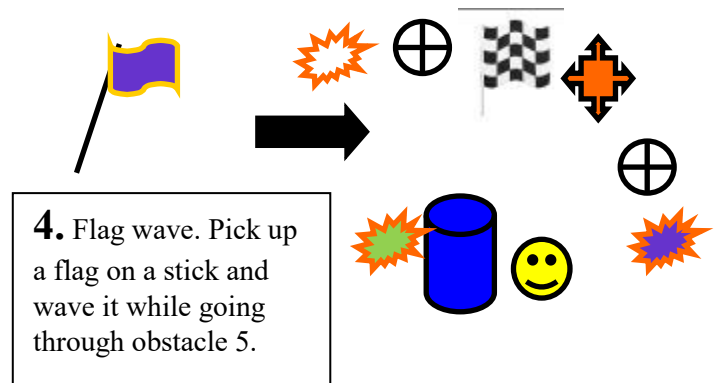 4. Flag wave. Pick up
a flag on a stick and
wave it while going
through obstacle 5.